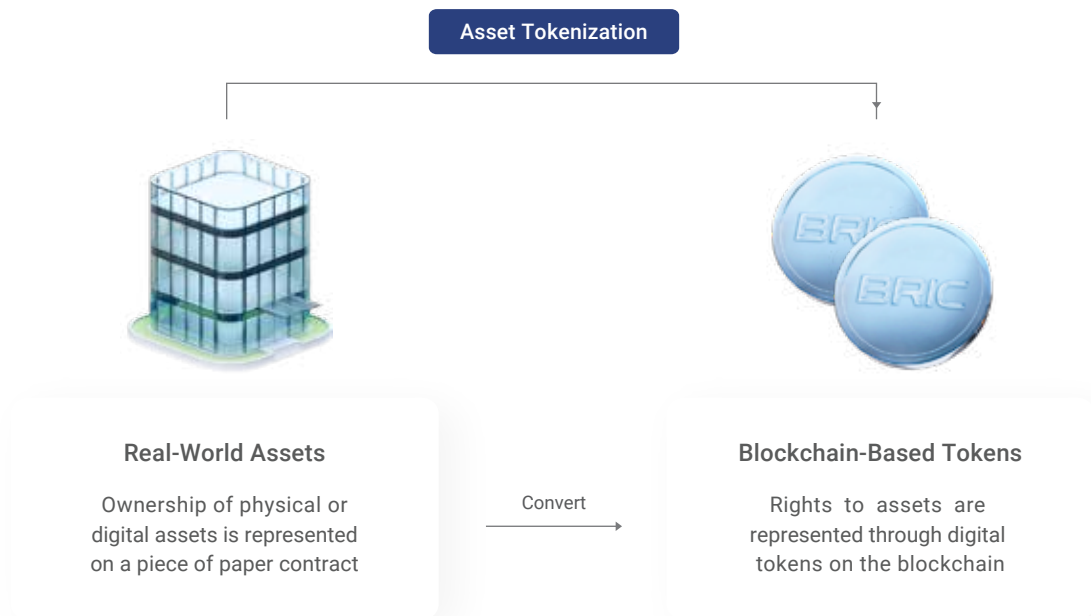 Asset Tokenization
BRIC
BRIC
Real-World Assets
Ownership of physical or
digital assets is represented
on a piece of paper contract
Convert
Blockchain-Based Tokens
Rights to assets are
represented through digital
tokens on the blockchain